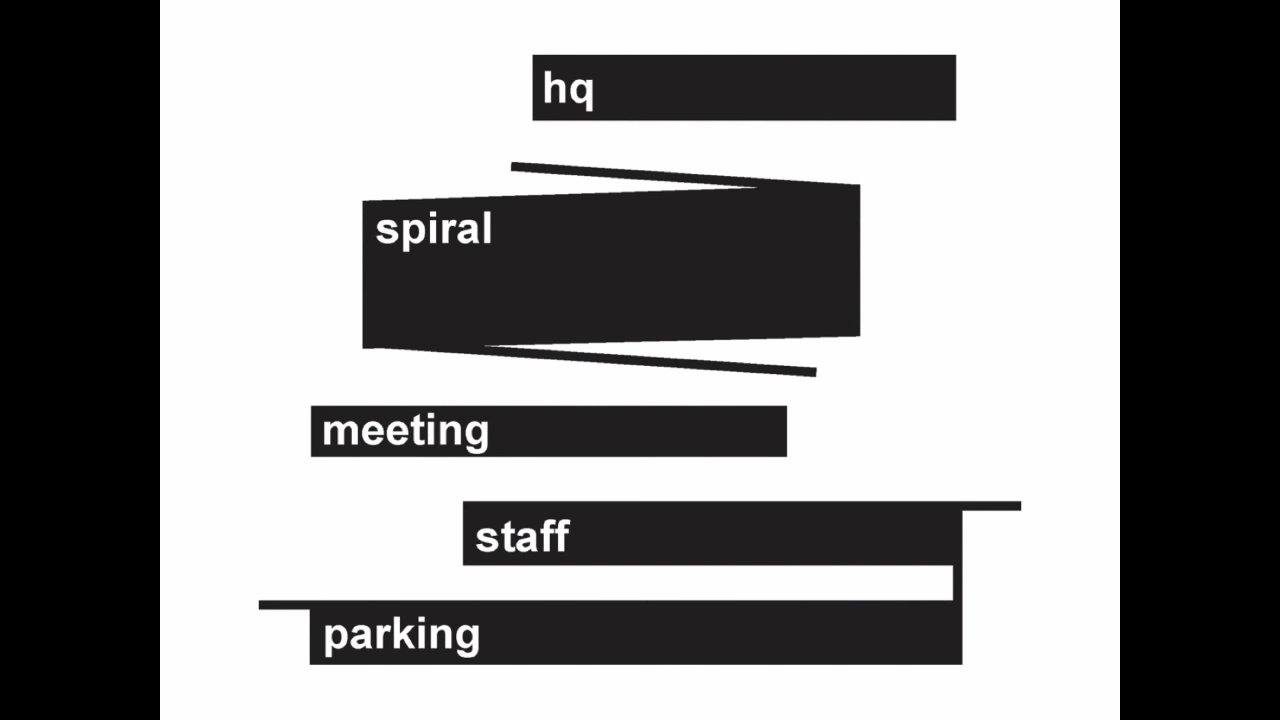 hq
spiral
meeting
staff
parking